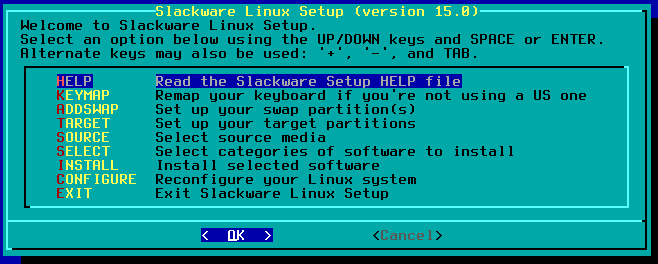 Slackware Linux Setup (version 15.0)
Welcome to Slackware Linux Setup.
Select an option below using the UP/DOWN keys and SPACE or ENTER.
Alternate keys may also be used: '+', '-', and TAB.
HELP Read the Slackware Setup HELP file
KEYMAP Remap your keyboard if you're not using a US one
ADDSWAP Set up your swap partition(s)
TARGET Set up your target partitions
SOURCE Select source media
SELECT Select categories of software to install
INSTALL Install selected software
CONFIGURE Reconfigure your Linux system
EXIT Exit Slackware Linux Setup
< OK > <Cancel>